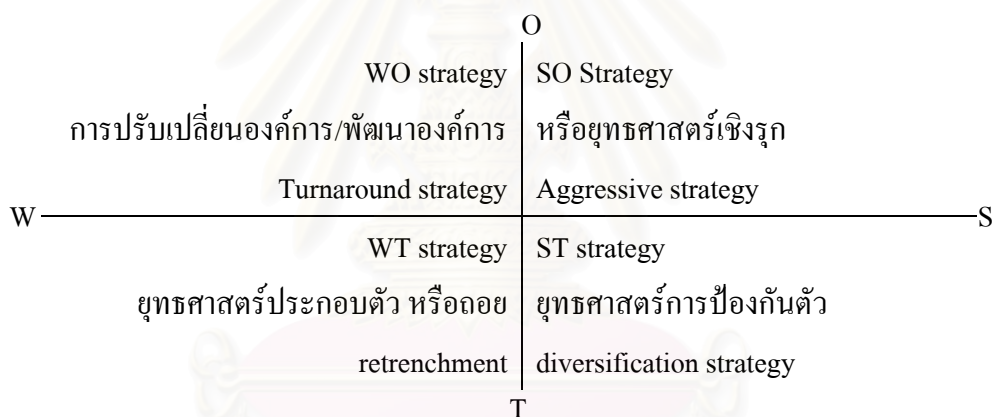 O
WO strategy SO Strategy
การปรับเปลี่ยนองค์การ/พัฒนาองค์การ หรือยุทธศาสตร์เชิงรุก
Turnaround strategy Aggressive strategy
W S
WT strategy ST strategy
ยุทธศาสตร์ประกอบตัว หรือถอย ยุทธศาสตร์การป้องกันตัว
retrenchment diversification strategy
T